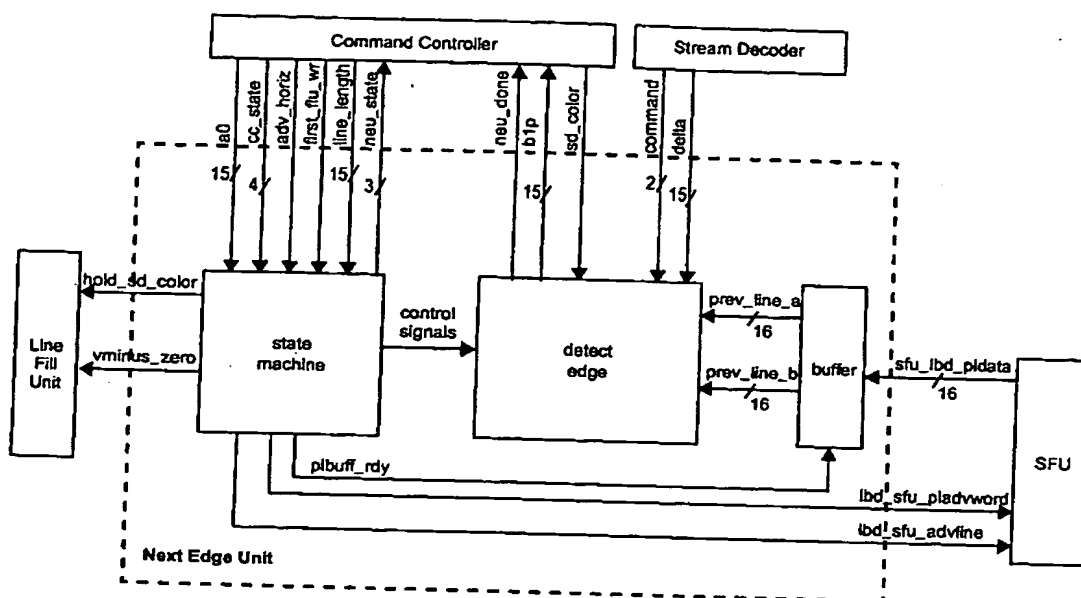 Command Controller
Stream Decoder
a0
cc_state
adv_horiz
first_flu_wr
line_length
neu_state
neu_done
b1p
sd_color
command
delta
15
4
15
3
15
2
15
hold_sd_color
vminus_zero
Line
Fill
Unit
state
machine
control
signals
detect
edge
prev_line_a
16
prev_line_b
16
buffer
sfu_lbd_pldata
16
SFU
plbuff_rdy
lbd_sfu_pladvword
lbd_sfu_advline
Next Edge Unit